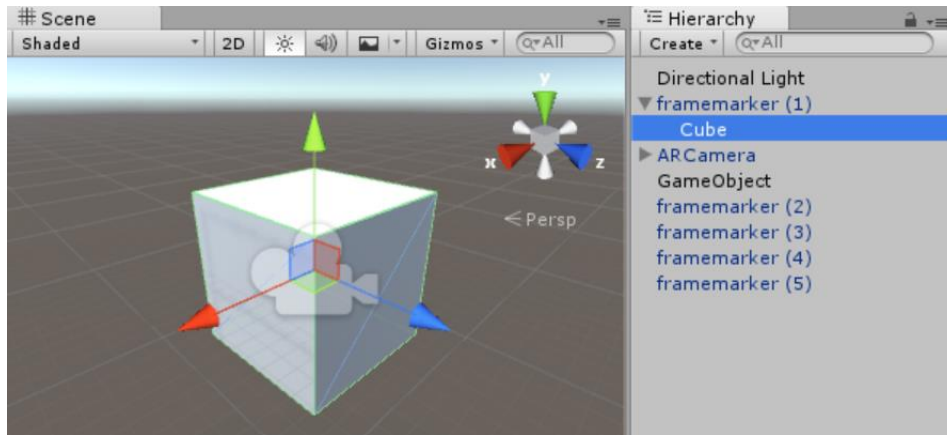 Scene
Shaded 2D Gizmos All
y
x z
Persp
Hierarchy
Create All
Directional Light
framemarker (1)
Cube
ARCamera
GameObject
framemarker (2)
framemarker (3)
framemarker (4)
framemarker (5)